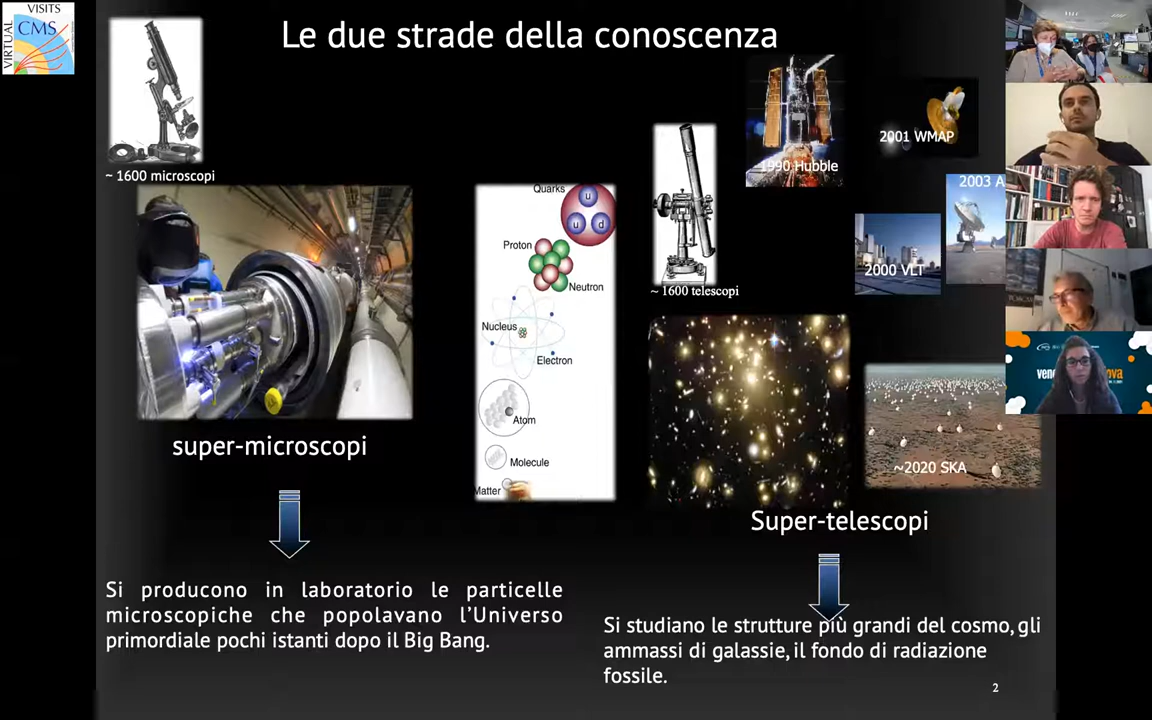 VIRTUAL
VISITS
CMS
Le due strade della conoscenza
~ 1600 microscopi
super-microscopi
Si producono in laboratorio le particelle
microscopiche che popolavano l'Universo
primordiale pochi istanti dopo il Big Bang.
Quarks
u
u
d
Proton
Neutron
Nucleus
Electron
Atom
Molecule
Matter
~ 1600 telescopi
1990 Hubble
2001 WMAP
2003 A
2000 VLT
~2020 SKA
Super-telescopi
Si studiano le strutture più grandi del cosmo, gli
ammassi di galassie, il fondo di radiazione
fossile.
2